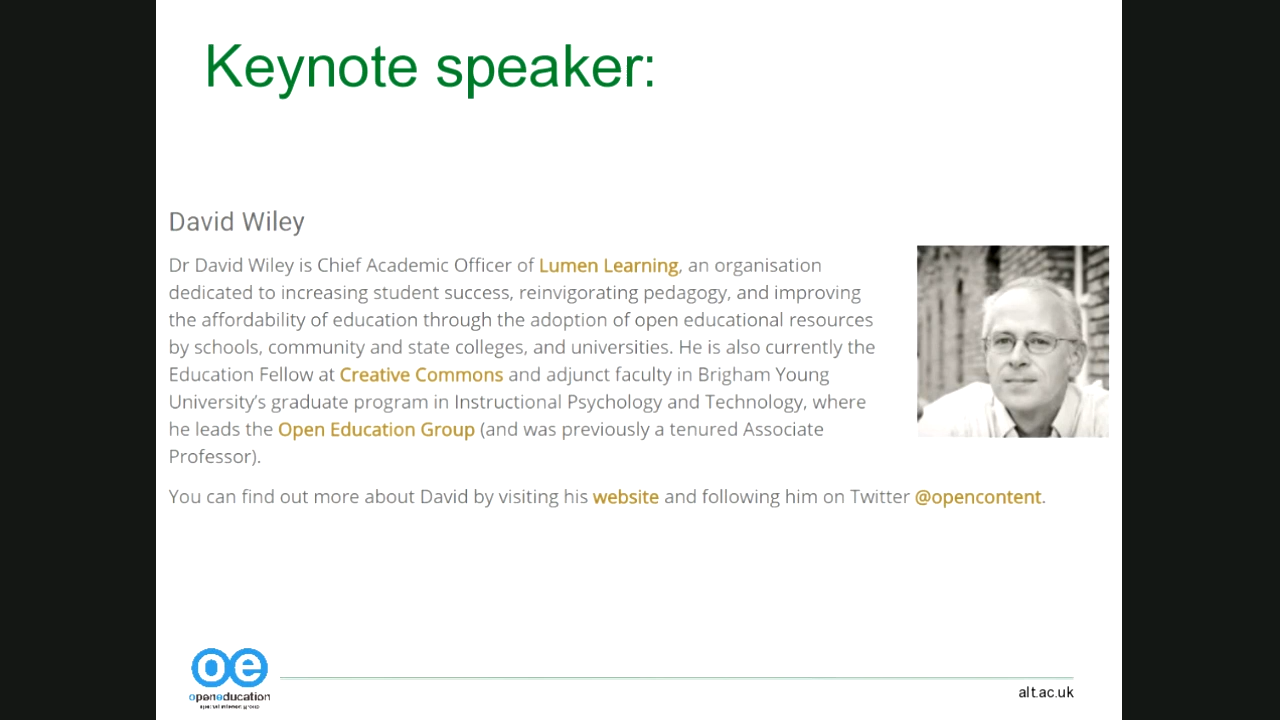 Keynote speaker:
David Wiley
Dr David Wiley is Chief Academic Officer of Lumen Learning, an organisation
dedicated to increasing student success, reinvigorating pedagogy, and improving
the affordability of education through the adoption of open educational resources
by schools, community and state colleges, and universities. He is also currently the
Education Fellow at Creative Commons and adjunct faculty in Brigham Young
University’s graduate program in Instructional Psychology and Technology, where
he leads the Open Education Group (and was previously a tenured Associate
Professor).
You can find out more about David by visiting his website and following him on Twitter @opencontent.
oe
openeducation
special interest group
alt.ac.uk